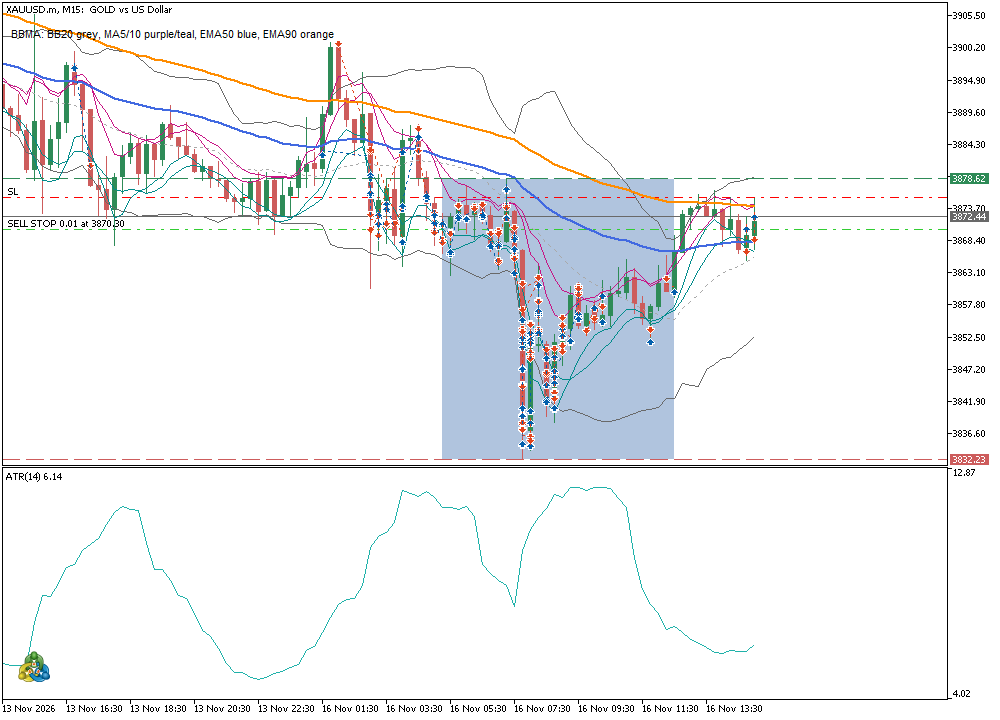 XAUUSD.m, M15: GOLD vs US Dollar
BBMA: BB20 grey, MA5/10 purple/teal, EMA50 blue, EMA90 orange
SL
SELL STOP 0.01 at 3870.30
3905.50
3900.20
3894.90
3889.60
3884.30
3878.62
3873.70
3872.44
3868.40
3863.10
3857.80
3852.50
3847.20
3841.90
3836.60
3832.23
ATR(14) 6.14
12.87
4.02
13 Nov 2026
13 Nov 16:30
13 Nov 18:30
13 Nov 20:30
13 Nov 22:30
16 Nov 01:30
16 Nov 03:30
16 Nov 05:30
16 Nov 07:30
16 Nov 09:30
16 Nov 11:30
16 Nov 13:30